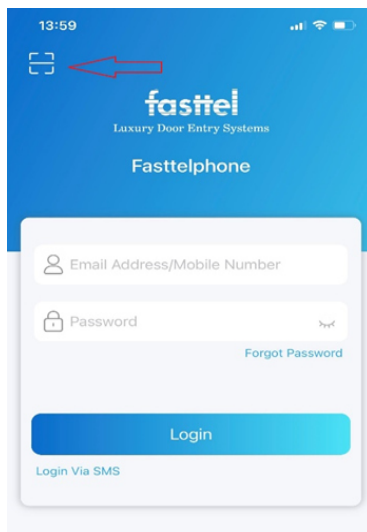 13:59
fasttel
Luxury Door Entry Systems
Fasttelphone
Email Address/Mobile Number
Password
Forgot Password
Login
Login Via SMS